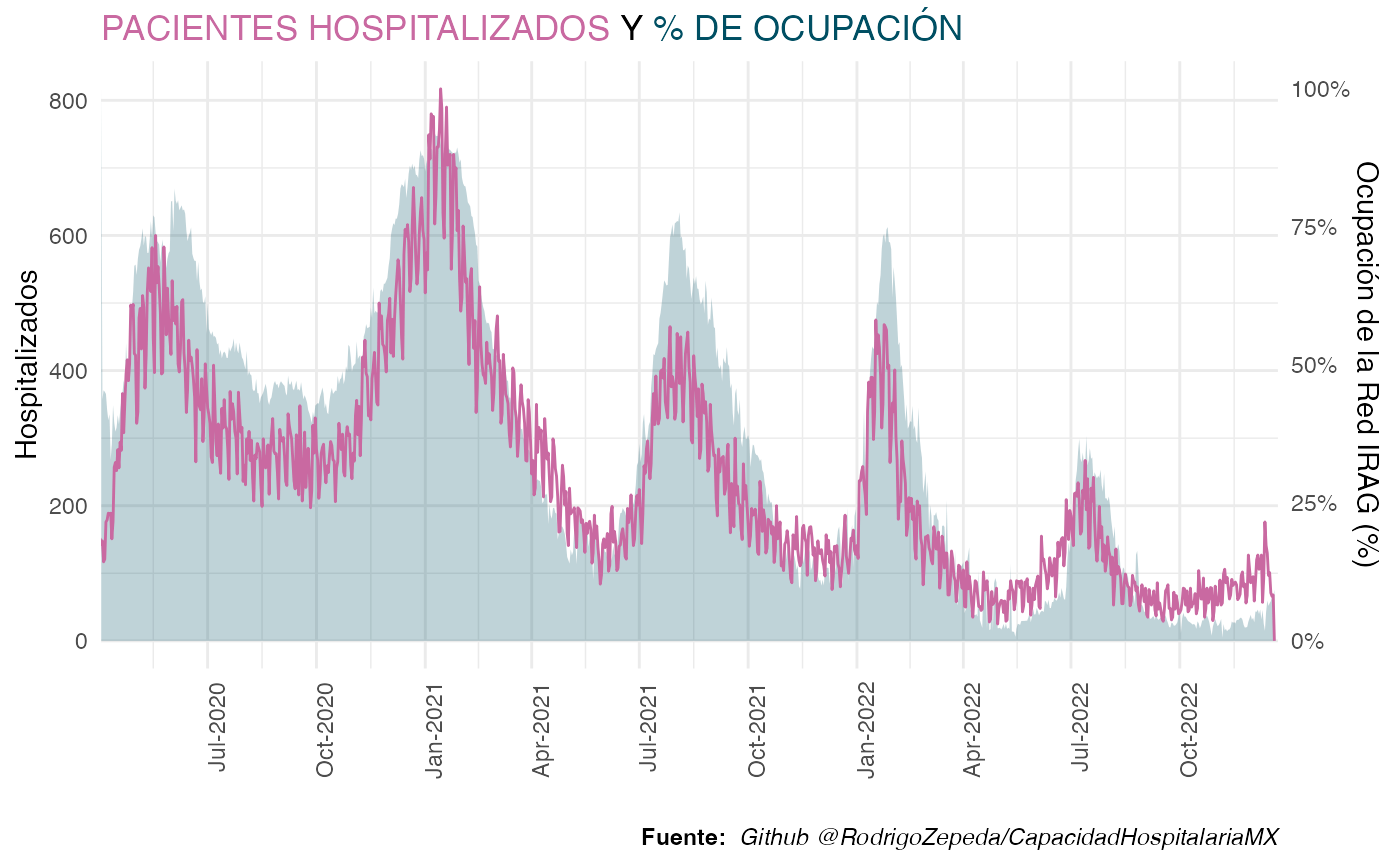 PACIENTES HOSPITALIZADOS Y % DE OCUPACIÓN
Hospitalizados
800
600
400
200
0
100%
75%
50%
25%
0%
Ocupación de la Red IRAG (%)
Jul-2020
Oct-2020
Jan-2021
Apr-2021
Jul-2021
Oct-2021
Jan-2022
Apr-2022
Jul-2022
Oct-2022
Fuente: Github @RodrigoZepeda/CapacidadHospitalariaMX